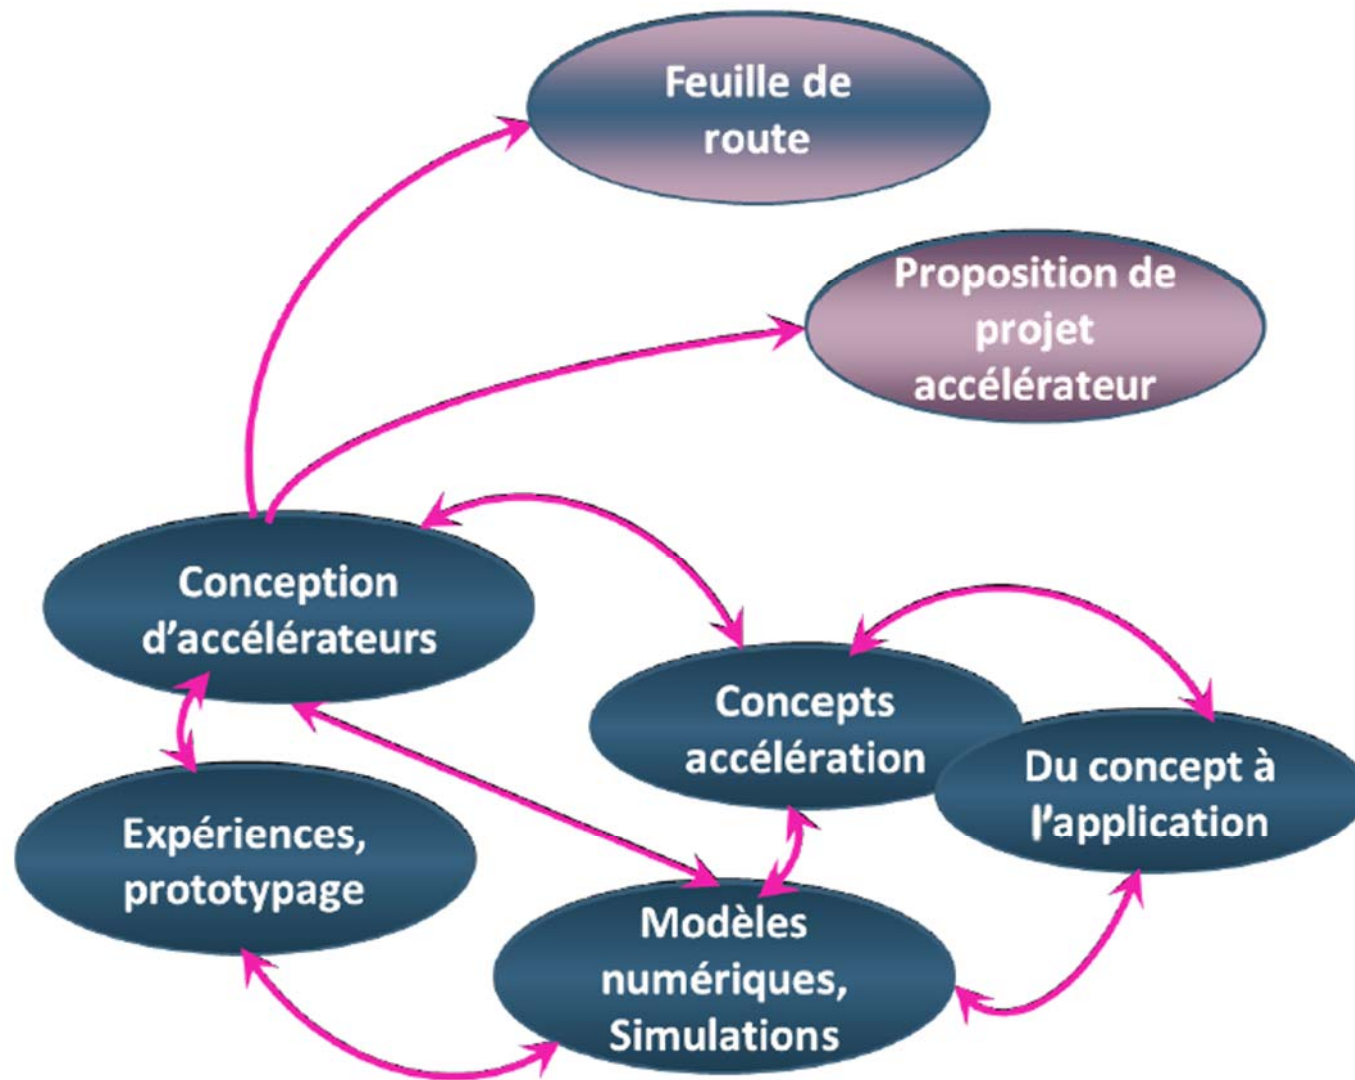 Feuille de
route
Proposition de
projet
accélérateur
Conception
d'accélérateurs
Concepts
accélération
Du concept à
l'application
Expériences,
prototypage
Modèles
numériques,
Simulations